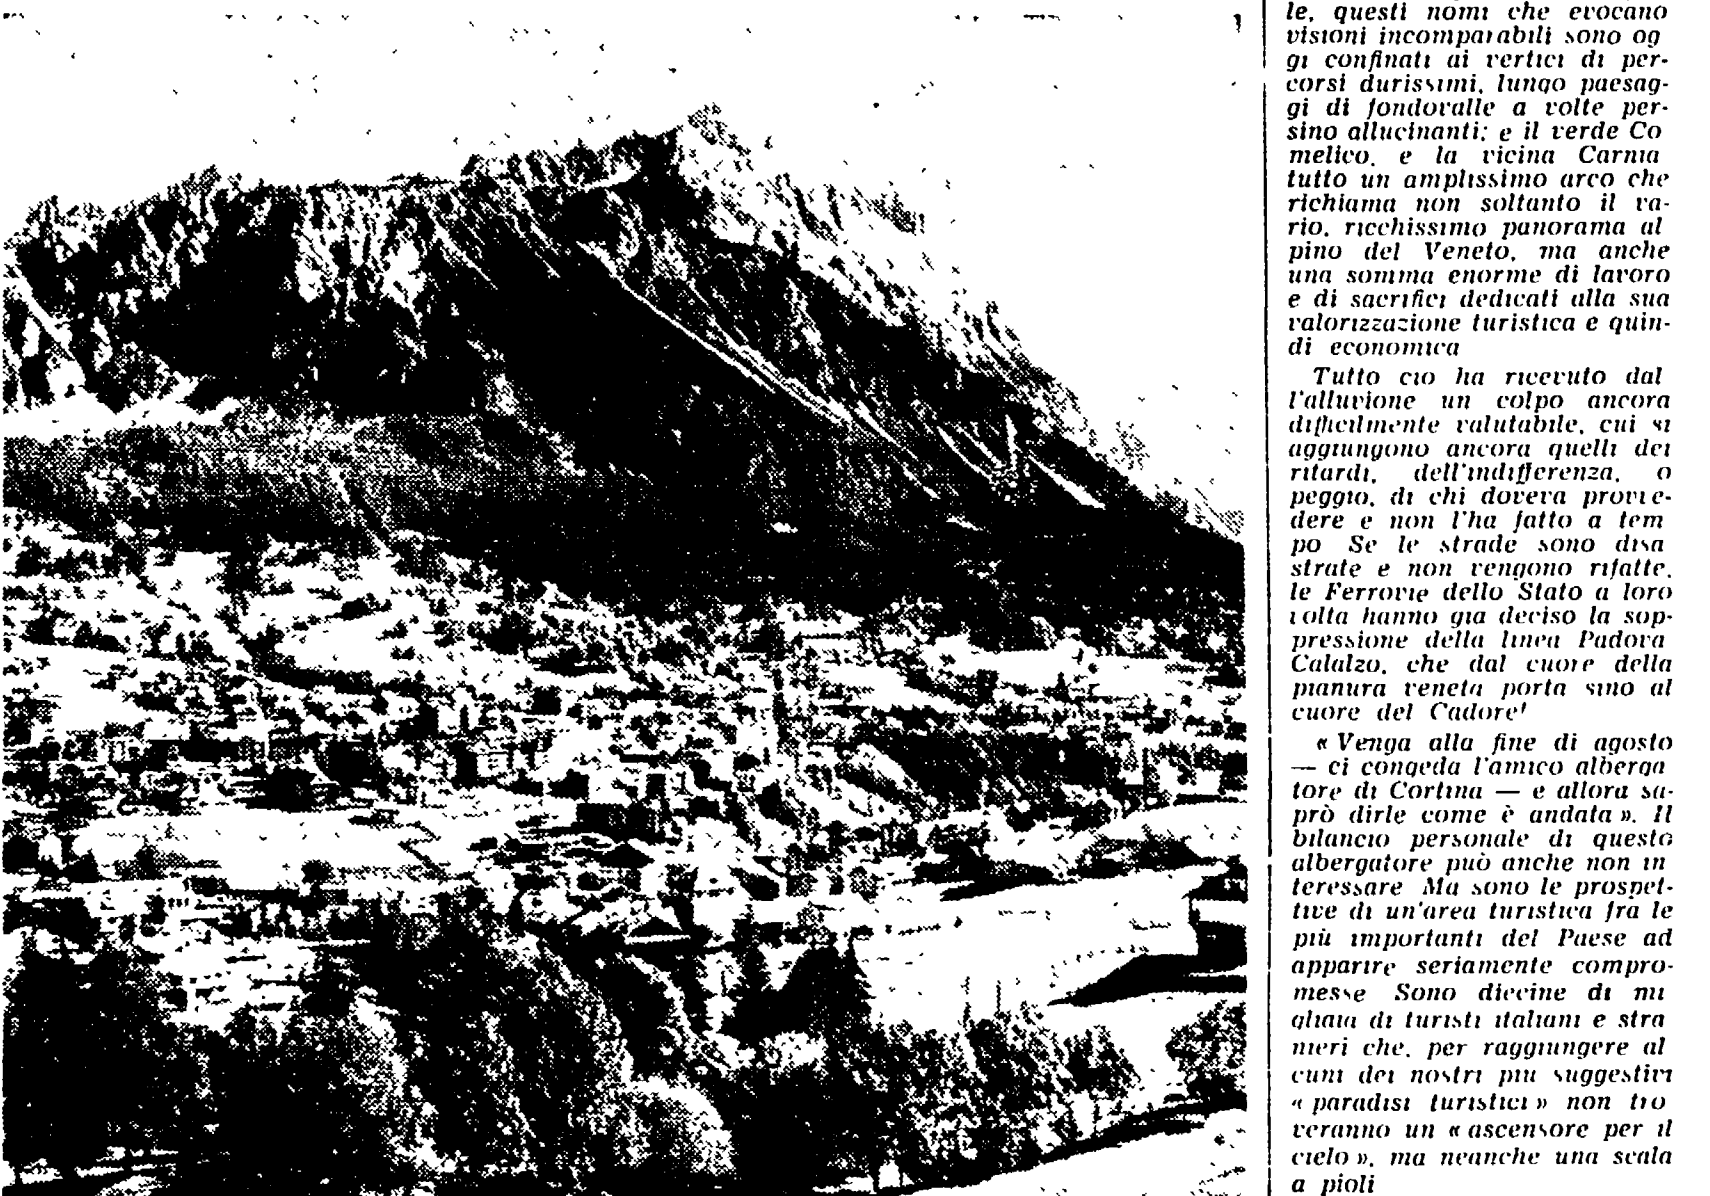 le, questi nomi che evocano
visioni incomparabili sono og
gi confinati ai vertici di per-
corsi durissimi, lungo paesag-
gi di fondovalle a volte per-
sino allucinanti; e il verde Co
melico, e la vicina Carnia
tutto un amplissimo arco che
richiama non soltanto il va-
rio, ricchissimo panorama al
pino del Veneto, ma anche
una somma enorme di lavoro
e di sacrifici dedicati alla sua
valorizzazione turistica e quin-
di economica
Tutto cio ha ricevuto dal
l'alluvione un colpo ancora
difficilmente valutabile, cui si
aggiungono ancora quelli dei
ritardi, dell'indifferenza, o
peggio, di chi doveva provve-
dere e non l'ha fatto a tem
po Se le strade sono disa
strate e non vengono rifatte,
le Ferrovie dello Stato a loro
volta hanno gia deciso la sop-
pressione della linea Padova
Calalzo, che dal cuore della
pianura veneta porta sino al
cuore del Cadore!
« Venga alla fine di agosto
— ci congeda l'amico alberga
tore di Cortina — e allora sa-
prò dirle come è andata ». Il
bilancio personale di questo
albergatore può anche non in
teressare Ma sono le prospet-
tive di un'area turistica fra le
più importanti del Paese ad
apparire seriamente compro-
messe Sono diecine di mi
gliaia di turisti italiani e stra
nieri che, per raggiungere al
cuni dei nostri piu suggestivi
« paradisi turistici » non tro
veranno un « ascensore per il
cielo », ma neanche una scala
a pioli